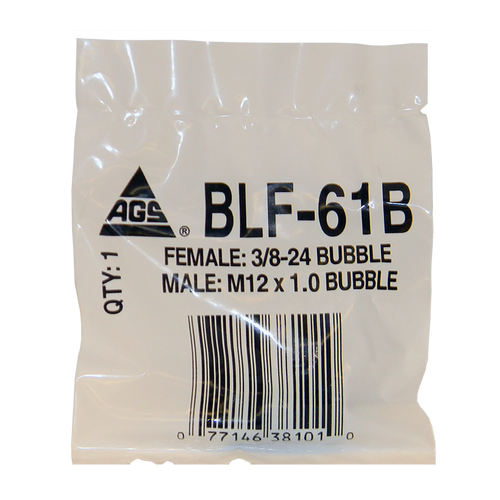 AGS ® BLF-61B
FEMALE: 3/8-24 BUBBLE
MALE: M12 x 1.0 BUBBLE
QTY: 1
0 77146 38101 0